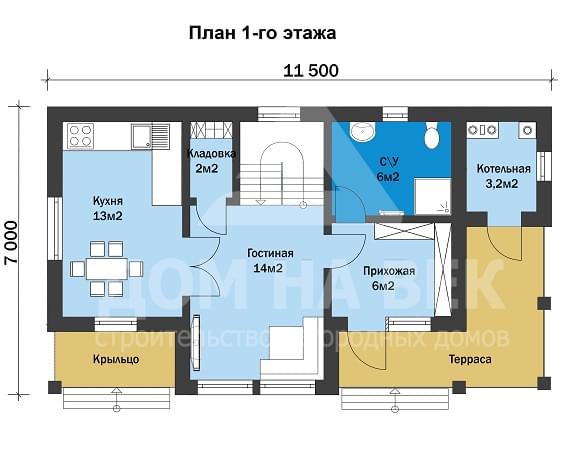 План 1-го этажа
11 500
7 000
Кладовка
2м2
С\У
6м2
Котельная
3,2м2
Кухня
13м2
Гостиная
14м2
Прихожая
6м2
ДОМ НА ВЕК
строительство загородных домов
Крыльцо
Терраса